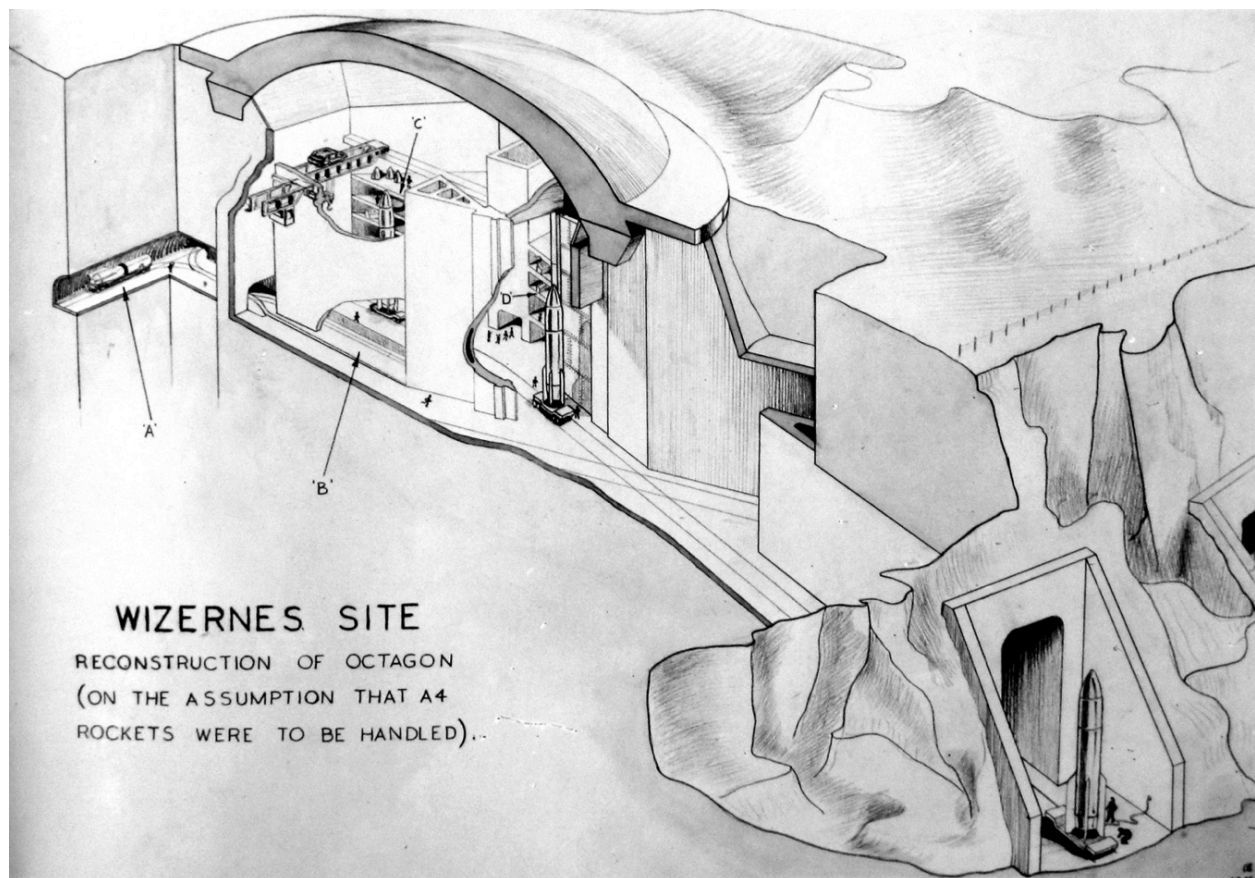 'C'
'D'
'A'
'B'
WIZERNES SITE
RECONSTRUCTION OF OCTAGON
(ON THE ASSUMPTION THAT A4
ROCKETS WERE TO BE HANDLED).